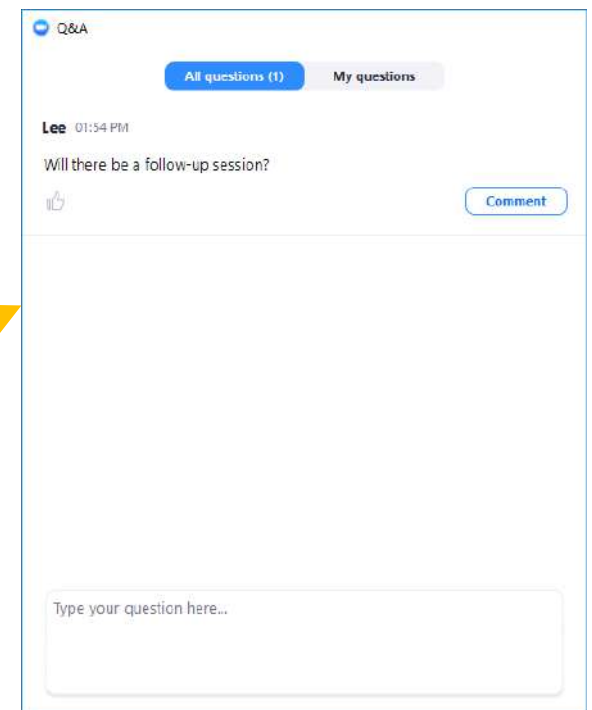 Q&A
All questions (1) My questions
Lee 01:54 PM
Will there be a follow-up session?
Comment
Type your question here...